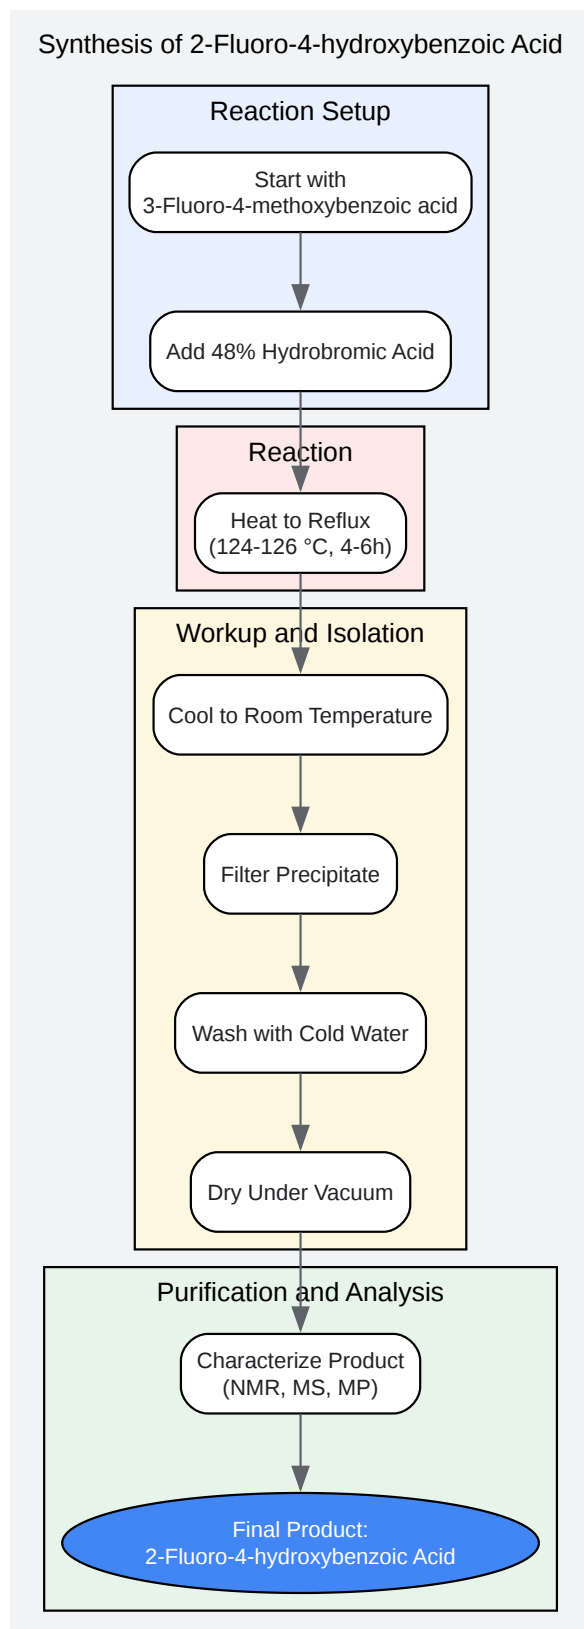 Synthesis of 2-Fluoro-4-hydroxybenzoic Acid
Reaction Setup
Start with
3-Fluoro-4-methoxybenzoic acid
Add 48% Hydrobromic Acid
Reaction
Heat to Reflux
(124-126 °C, 4-6h)
Workup and Isolation
Cool to Room Temperature
Filter Precipitate
Wash with Cold Water
Dry Under Vacuum
Purification and Analysis
Characterize Product
(NMR, MS, MP)
Final Product:
2-Fluoro-4-hydroxybenzoic Acid